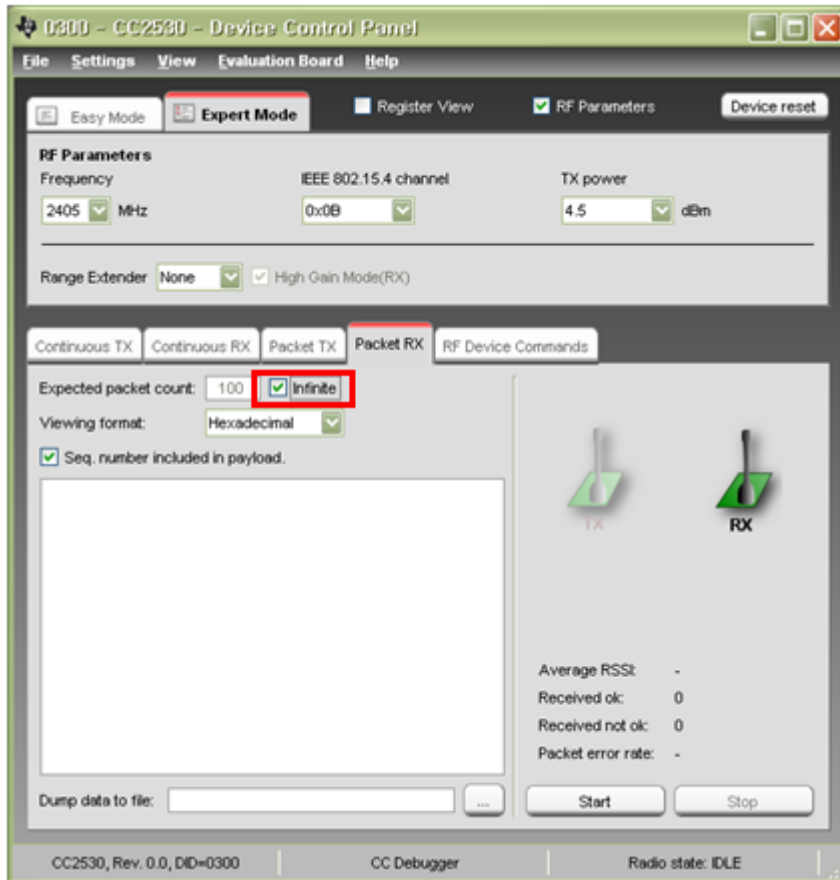 0300 - CC2530 - Device Control Panel
File Settings View Evaluation Board Help
Easy Mode Expert Mode Register View RF Parameters Device reset
RF Parameters
Frequency IEEE 802.15.4 channel TX power
2405 MHz 0x0B 4.5 dBm
Range Extender None High Gain Mode(RX)
Continuous TX Continuous RX Packet TX Packet RX RF Device Commands
Expected packet count: 100 Infinite
Viewing format: Hexadecimal
Seq. number included in payload.
TX RX
Average RSSI: -
Received ok: 0
Received not ok: 0
Packet error rate: -
Dump data to file: ... Start Stop
CC2530, Rev. 0.0, DID=0300 CC Debugger Radio state: IDLE